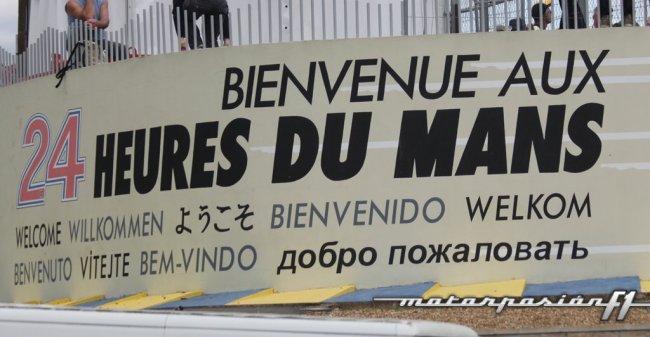 BIENVENUE AUX
24 HEURES DU MANS
WELCOME WILLKOMMEN ようこそ BIENVENIDO WELKOM
BENVENUTO VÍTEJTE BEM-VINDO добро пожаловать
motorpasiónF1